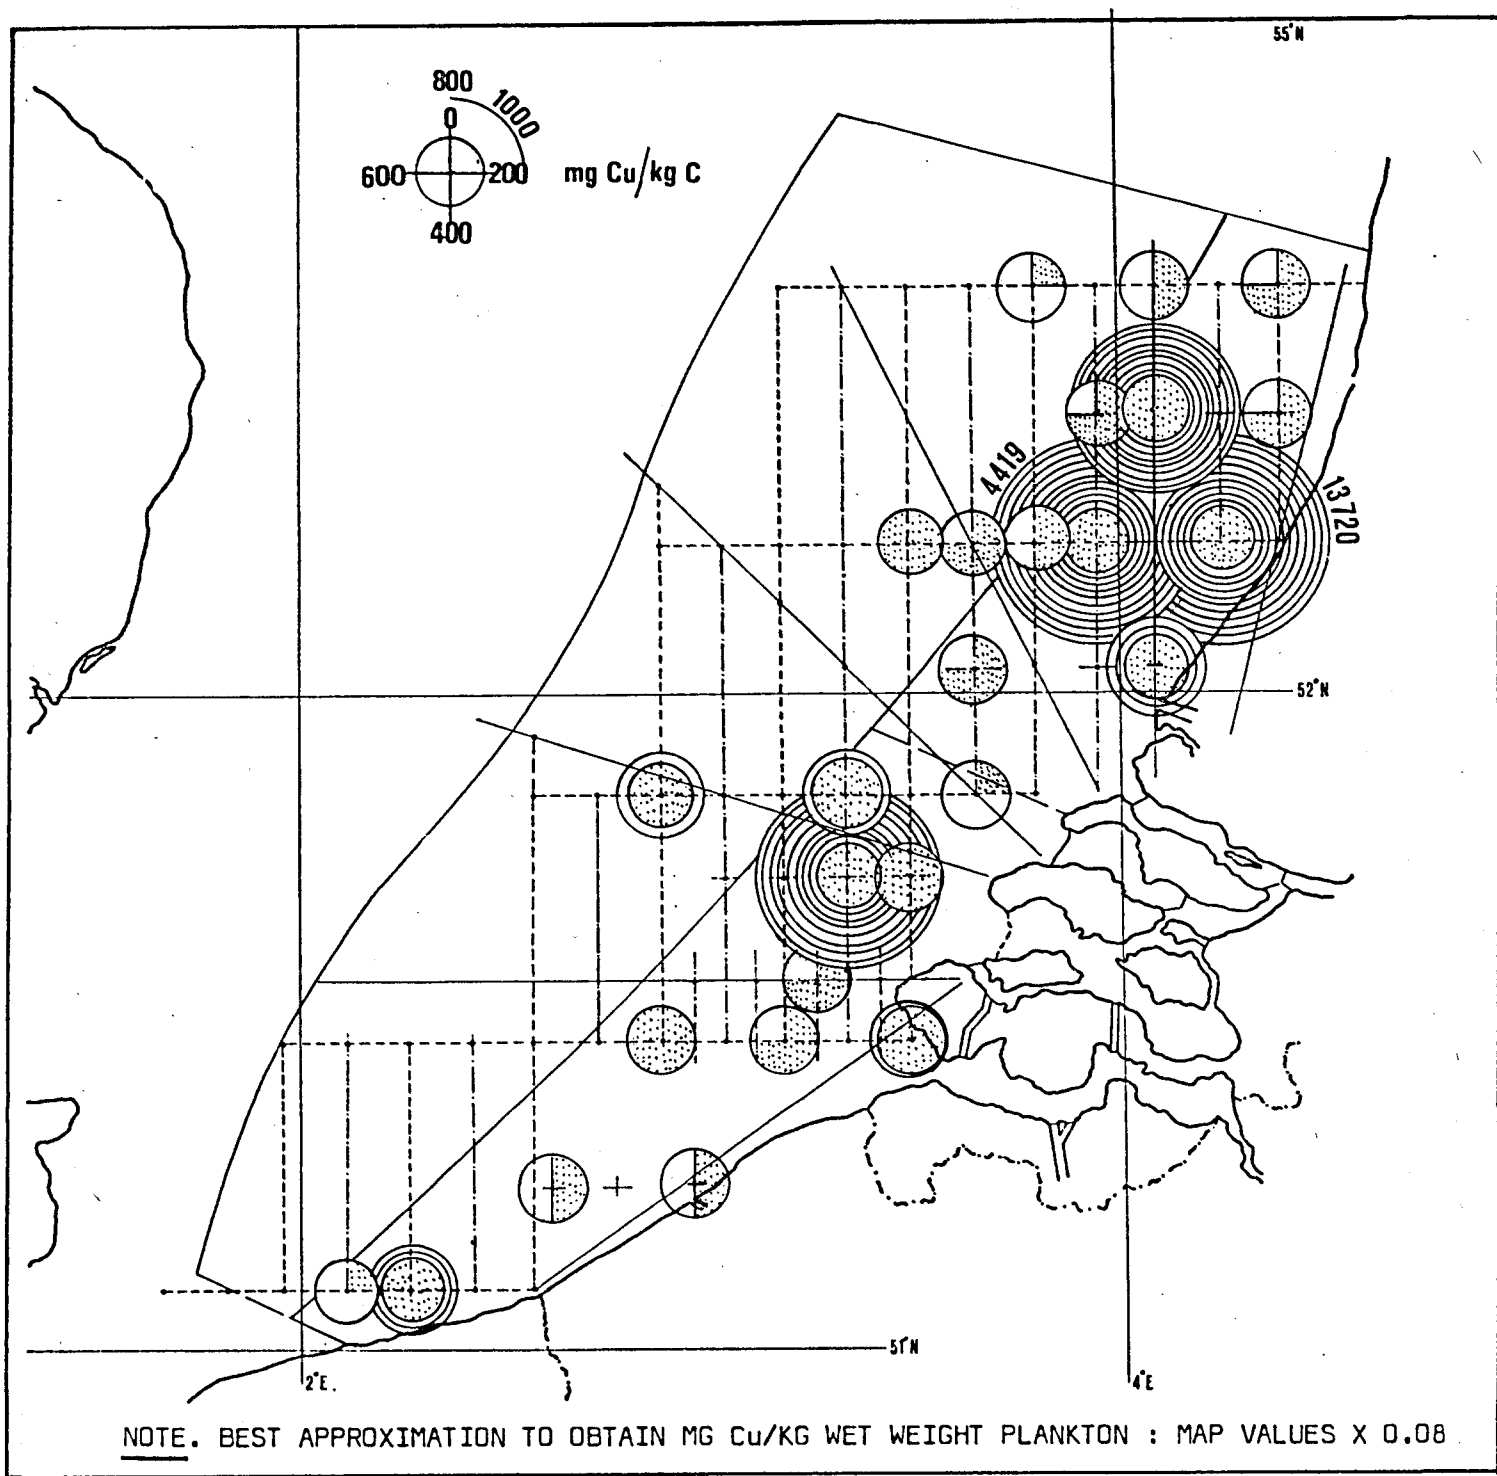 55°N
800
1000
0
600 200 mg Cu/kg C
400
4419
13720
52°N
51°N
2°E.
4°E
NOTE. BEST APPROXIMATION TO OBTAIN MG Cu/KG WET WEIGHT PLANKTON : MAP VALUES X 0.08